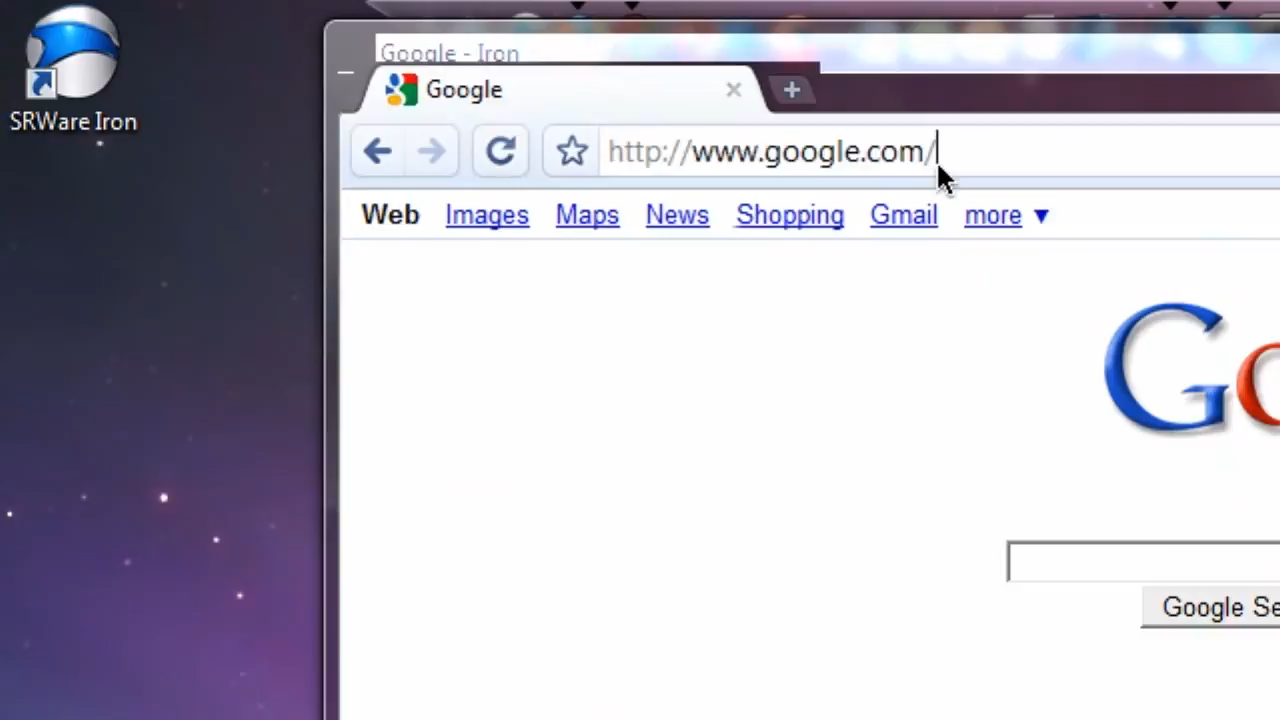 SRWare Iron
Google - Iron
Google
http://www.google.com/
Web Images Maps News Shopping Gmail more ▼
Go
Google Se